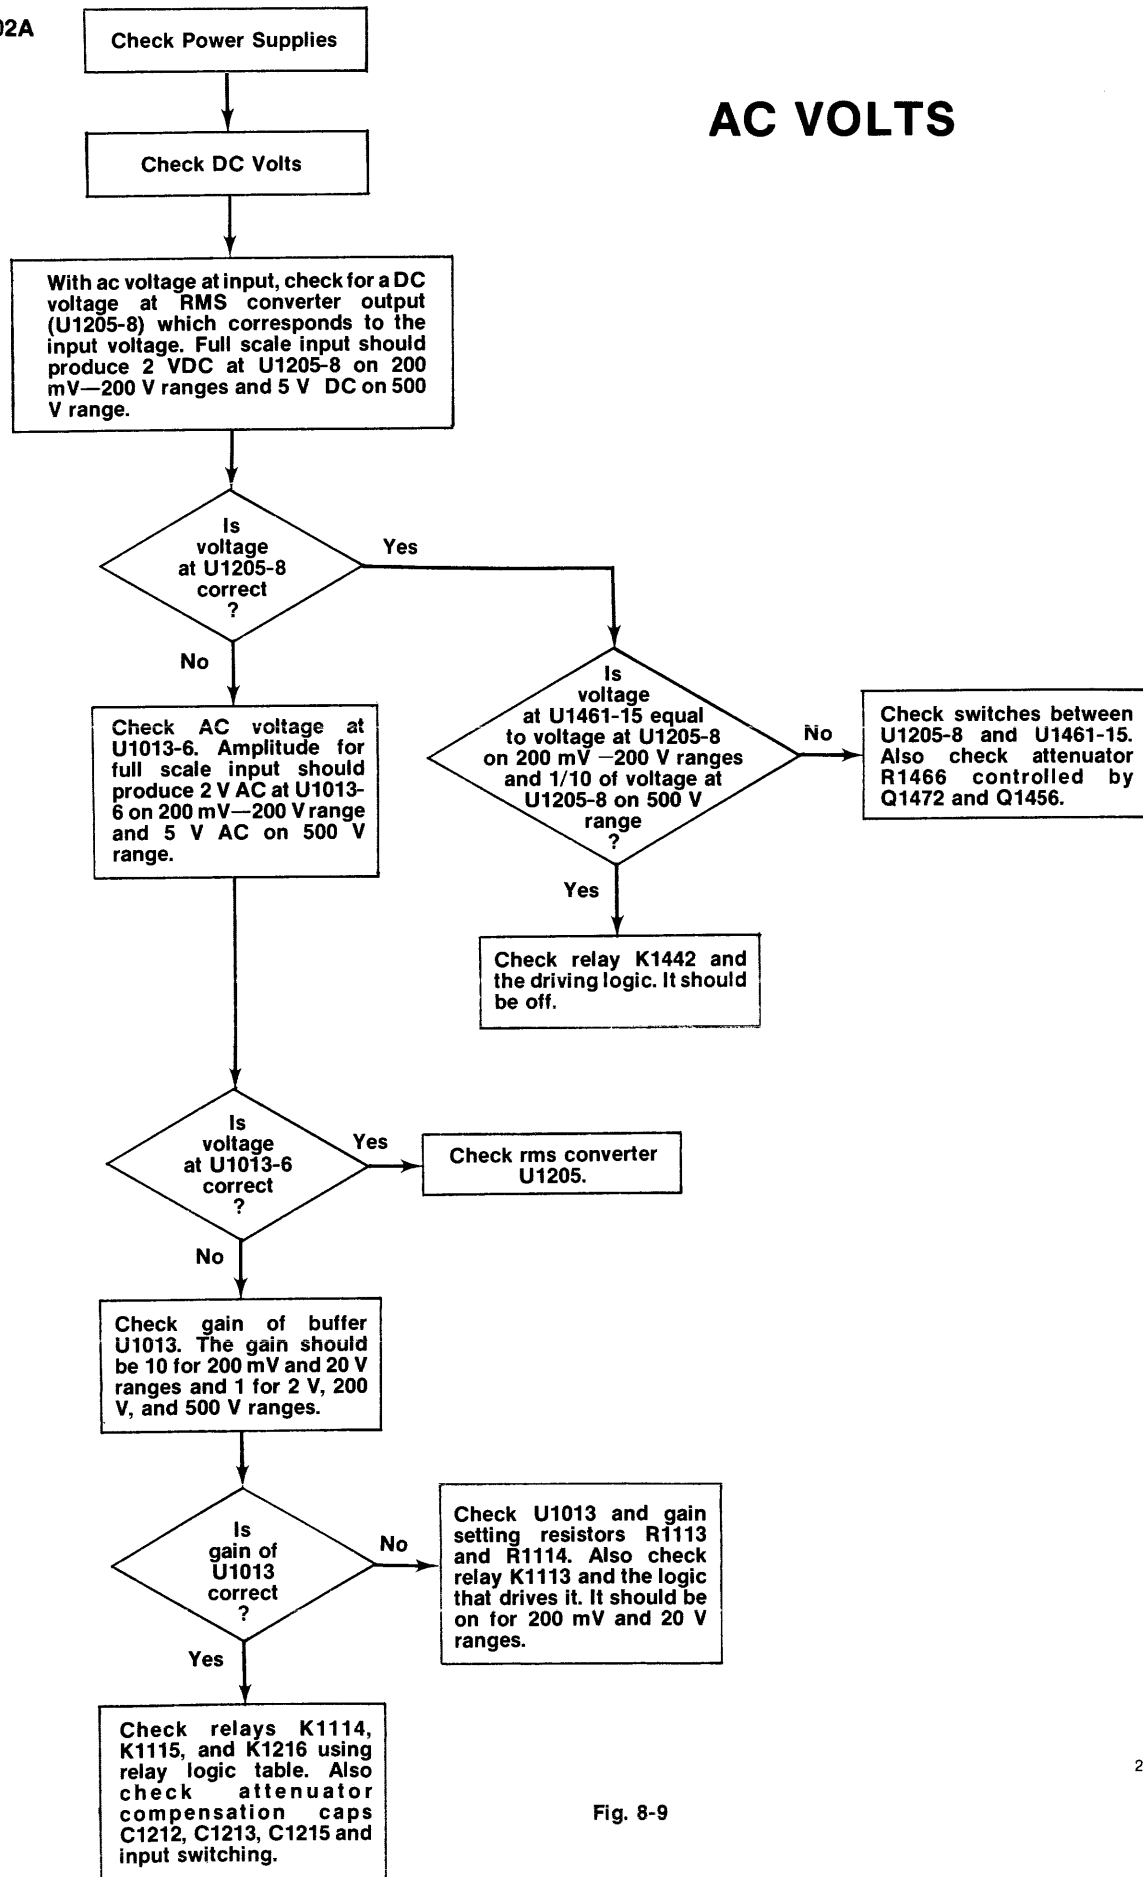 02A
Check Power Supplies
AC VOLTS
Check DC Volts
With ac voltage at input, check for a DC
voltage at RMS converter output
(U1205-8) which corresponds to the
input voltage. Full scale input should
produce 2 VDC at U1205-8 on 200
mV—200 V ranges and 5 V DC on 500
V range.
Is
voltage
at U1205-8
correct
?
Yes
No
Is
voltage
at U1461-15 equal
to voltage at U1205-8
on 200 mV —200 V ranges
and 1/10 of voltage at
U1205-8 on 500 V
range
?
No
Check switches between
U1205-8 and U1461-15.
Also check attenuator
R1466 controlled by
Q1472 and Q1456.
Yes
Check relay K1442 and
the driving logic. It should
be off.
Check AC voltage at
U1013-6. Amplitude for
full scale input should
produce 2 V AC at U1013-
6 on 200 mV—200 V range
and 5 V AC on 500 V
range.
Is
voltage
at U1013-6
correct
?
Yes
Check rms converter
U1205.
No
Check gain of buffer
U1013. The gain should
be 10 for 200 mV and 20 V
ranges and 1 for 2 V, 200
V, and 500 V ranges.
Is
gain of
U1013
correct
?
No
Check U1013 and gain
setting resistors R1113
and R1114. Also check
relay K1113 and the logic
that drives it. It should be
on for 200 mV and 20 V
ranges.
Yes
Check relays K1114,
K1115, and K1216 using
relay logic table. Also
check attenuator
compensation caps
C1212, C1213, C1215 and
input switching.
Fig. 8-9
2